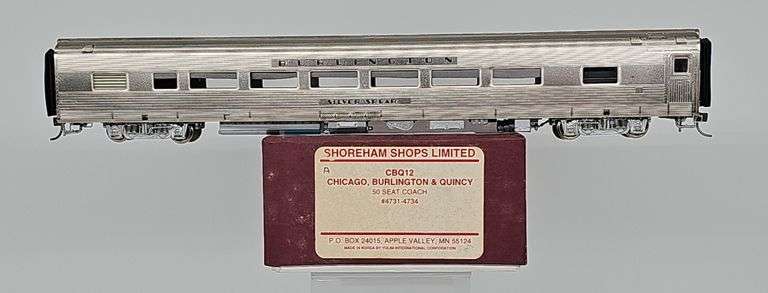 BURLINGTON
SILVER SPEAR
SHOREHAM SHOPS LIMITED
A
CBQ12
CHICAGO, BURLINGTON & QUINCY
50 SEAT COACH
#4731-4734
P.O. BOX 24015, APPLE VALLEY, MN 55124
MADE IN KOREA BY YULIM INTERNATIONAL CORPORATION